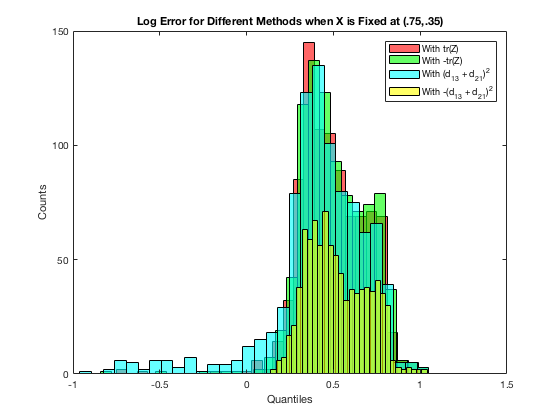 Log Error for Different Methods when X is Fixed at (.75,.35)
150
100
50
0
-1
-0.5
0
0.5
1
1.5
Counts
Quantiles
With tr(Z)
With -tr(Z)
With (d₁₃ + d₂₁)²
With -(d₁₃ + d₂₁)²